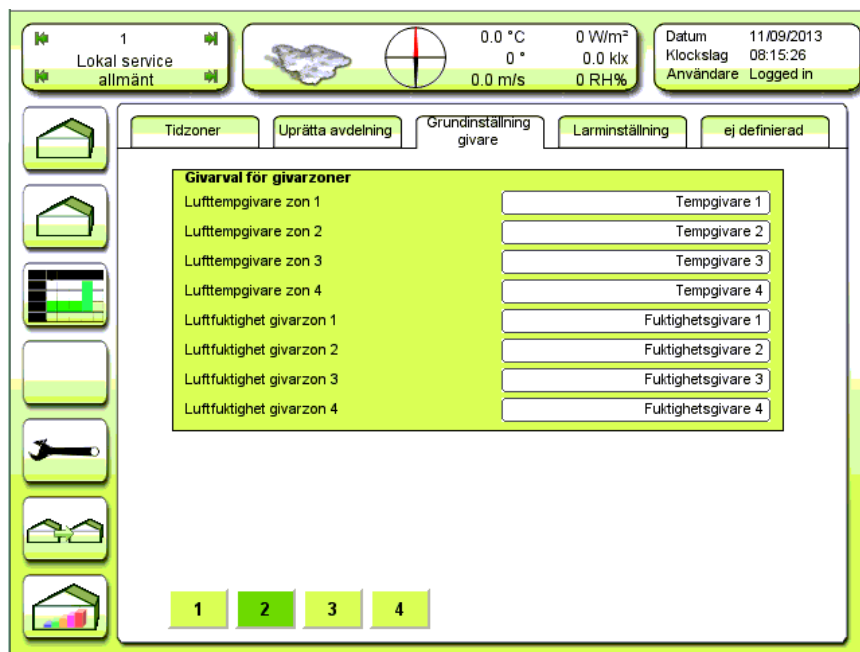 1
Lokal service
allmänt
0.0 °C
0 °
0.0 m/s
0 W/m²
0.0 klx
0 RH%
Datum 11/09/2013
Klockslag 08:15:26
Användare Logged in
Tidzoner
Uprätta avdelning
Grundinställning
givare
Larminställning
ej definierad
Givarval för givarzoner
Lufttempgivare zon 1 Tempgivare 1
Lufttempgivare zon 2 Tempgivare 2
Lufttempgivare zon 3 Tempgivare 3
Lufttempgivare zon 4 Tempgivare 4
Luftfuktighet givarzon 1 Fuktighetsgivare 1
Luftfuktighet givarzon 2 Fuktighetsgivare 2
Luftfuktighet givarzon 3 Fuktighetsgivare 3
Luftfuktighet givarzon 4 Fuktighetsgivare 4
1 2 3 4